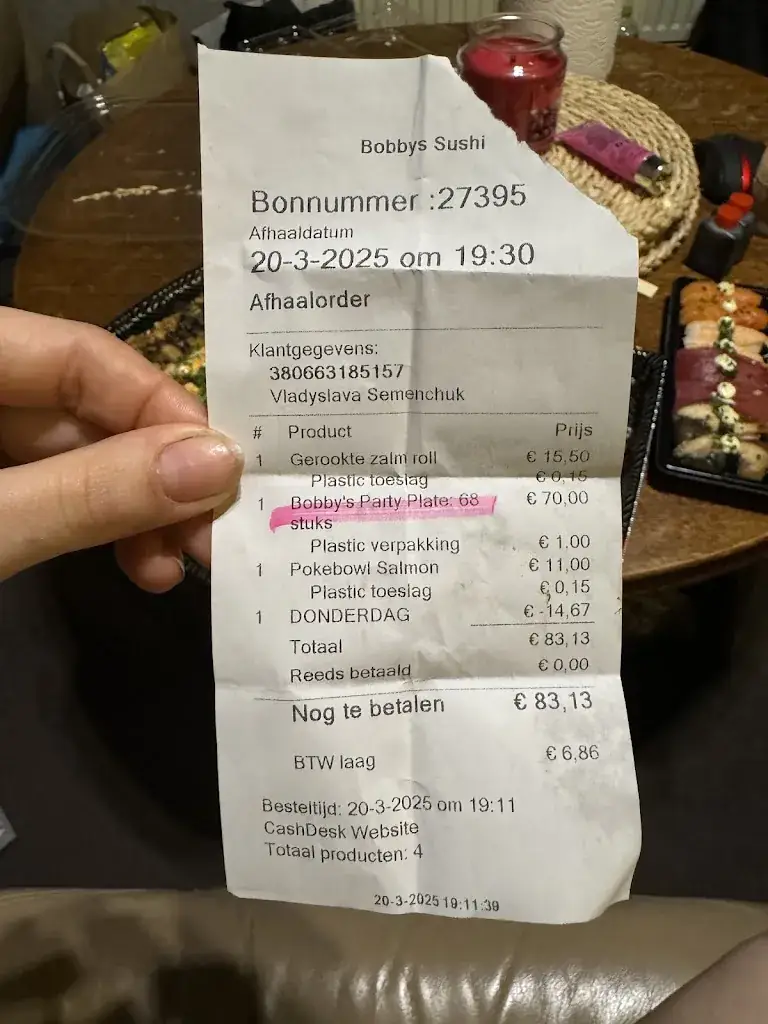 Bobbys Sushi
Bonnummer :27395
Afhaaldatum
20-3-2025 om 19:30
Afhaalorder
Klantgegevens:
380663185157
Vladyslava Semenchuk
# Product Prijs
1 Gerookte zalm roll € 15,50
Plastic toeslag € 0,15
1 Bobby's Party Plate: 68 € 70,00
stuks
Plastic verpakking € 1.00
1 Pokebowl Salmon € 11,00
Plastic toeslag € 0,15
1 DONDERDAG € -14,67
Totaal € 83,13
Reeds betaald € 0,00
Nog te betalen € 83,13
BTW laag € 6,86
Besteltijd: 20-3-2025 om 19:11
CashDesk Website
Totaal producten: 4
20-3-2025 19:11:39